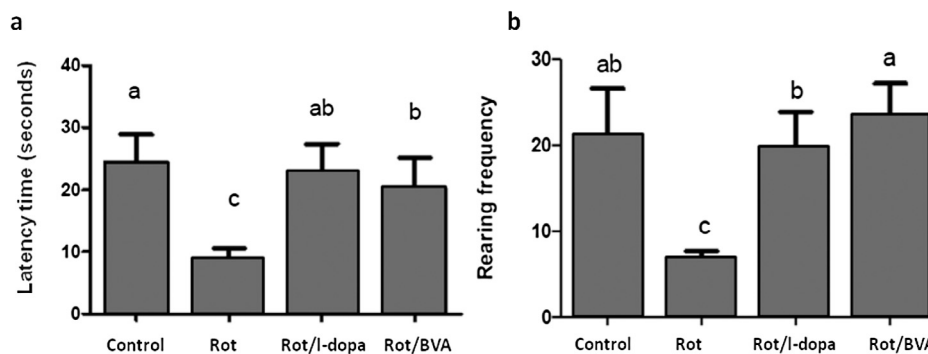 a
Latency time (seconds)
40
30
20
10
0
a
c
ab
b
Control Rot Rot/l-dopa Rot/BVA
b
Rearing frequency
30
20
10
0
ab
c
b
a
Control Rot Rot/l-dopa Rot/BVA